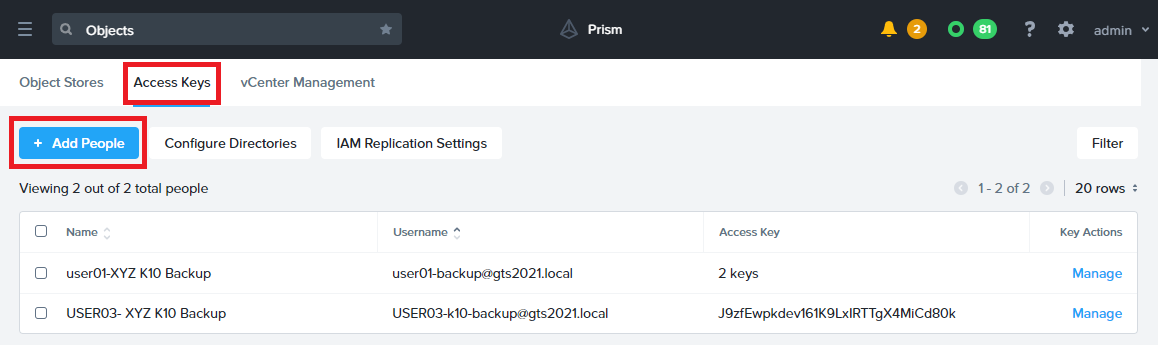 Objects Prism 2 81 ? admin
Object Stores Access Keys vCenter Management
+ Add People Configure Directories IAM Replication Settings Filter
Viewing 2 out of 2 total people 1 - 2 of 2 20 rows
Name Username Access Key Key Actions
user01-XYZ K10 Backup user01-backup@gts2021.local 2 keys Manage
USER03- XYZ K10 Backup USER03-k10-backup@gts2021.local J9zfEwpkdev161K9LxIRTTgX4MiCd80k Manage